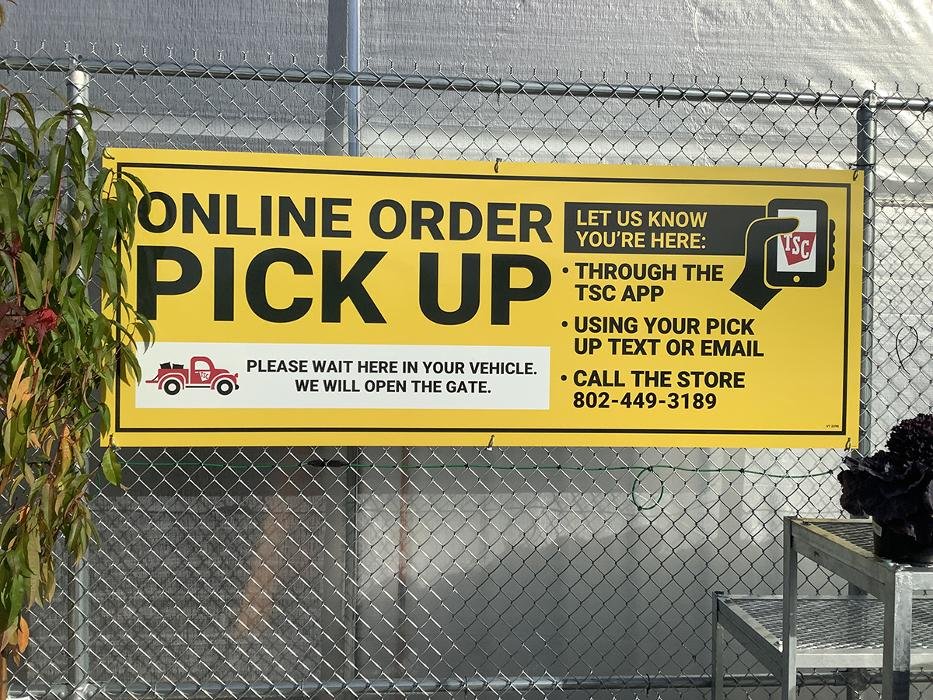 ONLINE ORDER
PICK UP
PLEASE WAIT HERE IN YOUR VEHICLE.
WE WILL OPEN THE GATE.
LET US KNOW
YOU'RE HERE:
TSC
• THROUGH THE
TSC APP
• USING YOUR PICK
UP TEXT OR EMAIL
• CALL THE STORE
802-449-3189